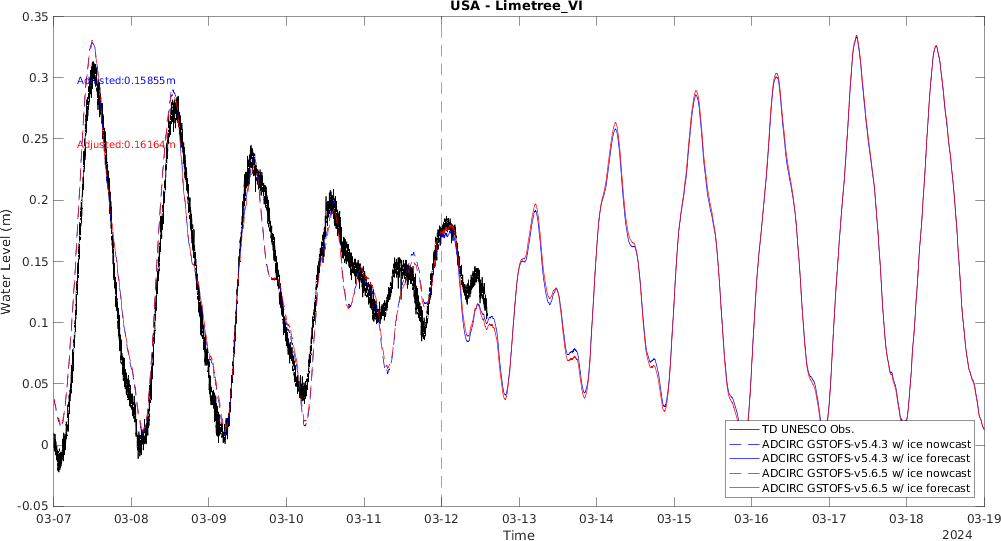 USA - Limetree_VI
0.35
0.3
0.25
0.2
0.15
0.1
0.05
0
-0.05
Water Level (m)
Adjusted:0.15855m
Adjusted:0.16164m
TD UNESCO Obs.
ADCIRC GSTOFS-v5.4.3 w/ ice nowcast
ADCIRC GSTOFS-v5.4.3 w/ ice forecast
ADCIRC GSTOFS-v5.6.5 w/ ice nowcast
ADCIRC GSTOFS-v5.6.5 w/ ice forecast
03-07 03-08 03-09 03-10 03-11 03-12 03-13 03-14 03-15 03-16 03-17 03-18 03-19
Time
2024